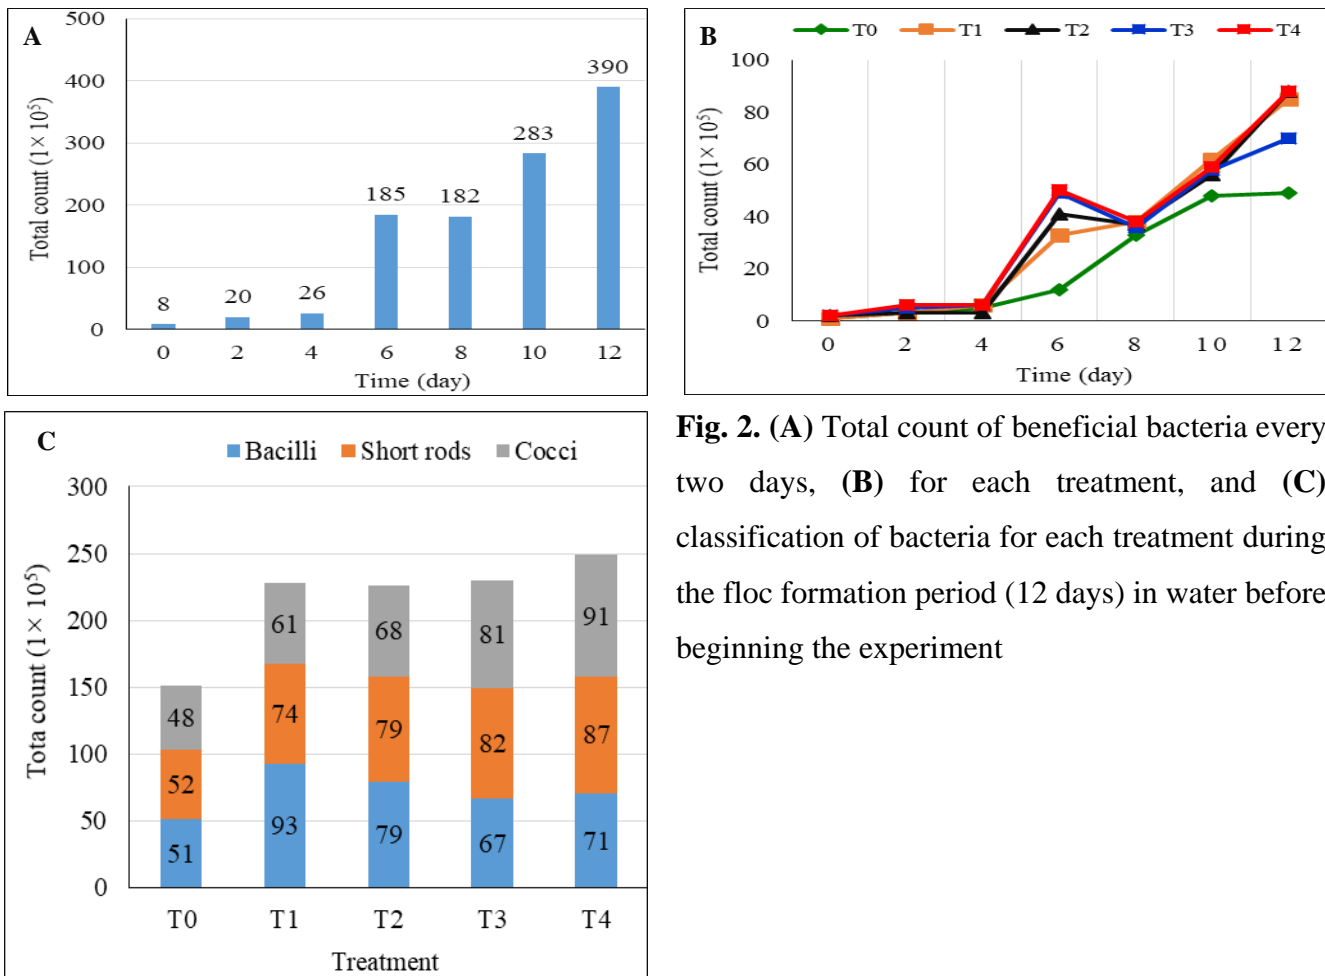 A
Total count (1× 10⁵)
500
400
300
200
100
0
8
20
26
185
182
283
390
0 2 4 6 8 10 12
Time (day)
B
T0 T1 T2 T3 T4
Total count (1× 10⁵)
100
80
60
40
20
0
0 2 4 6 8 10 12
Time (day)
C
Bacilli Short rods Cocci
Tota count (1× 10⁵)
300
250
200
150
100
50
0
48 61 68 81 91
52 74 79 82 87
51 93 79 67 71
T0 T1 T2 T3 T4
Treatment
Fig. 2. (A) Total count of beneficial bacteria every
two days, (B) for each treatment, and (C)
classification of bacteria for each treatment during
the floc formation period (12 days) in water before
beginning the experiment